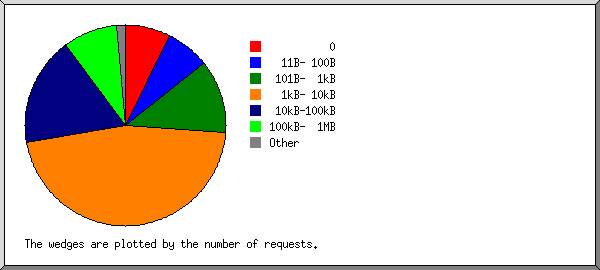 0
11B- 100B
101B- 1kB
1kB- 10kB
10kB-100kB
100kB- 1MB
Other
The wedges are plotted by the number of requests.